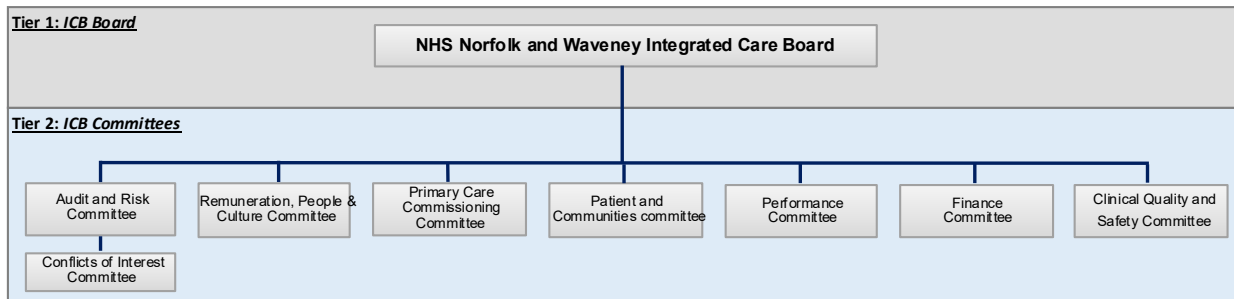 Tier 1: ICB Board
NHS Norfolk and Waveney Integrated Care Board
Tier 2: ICB Committees
Audit and Risk
Committee
Remuneration, People &
Culture Committee
Primary Care
Commissioning
Committee
Patient and
Communities committee
Performance
Committee
Finance
Committee
Clinical Quality and
Safety Committee
Conflicts of Interest
Committee